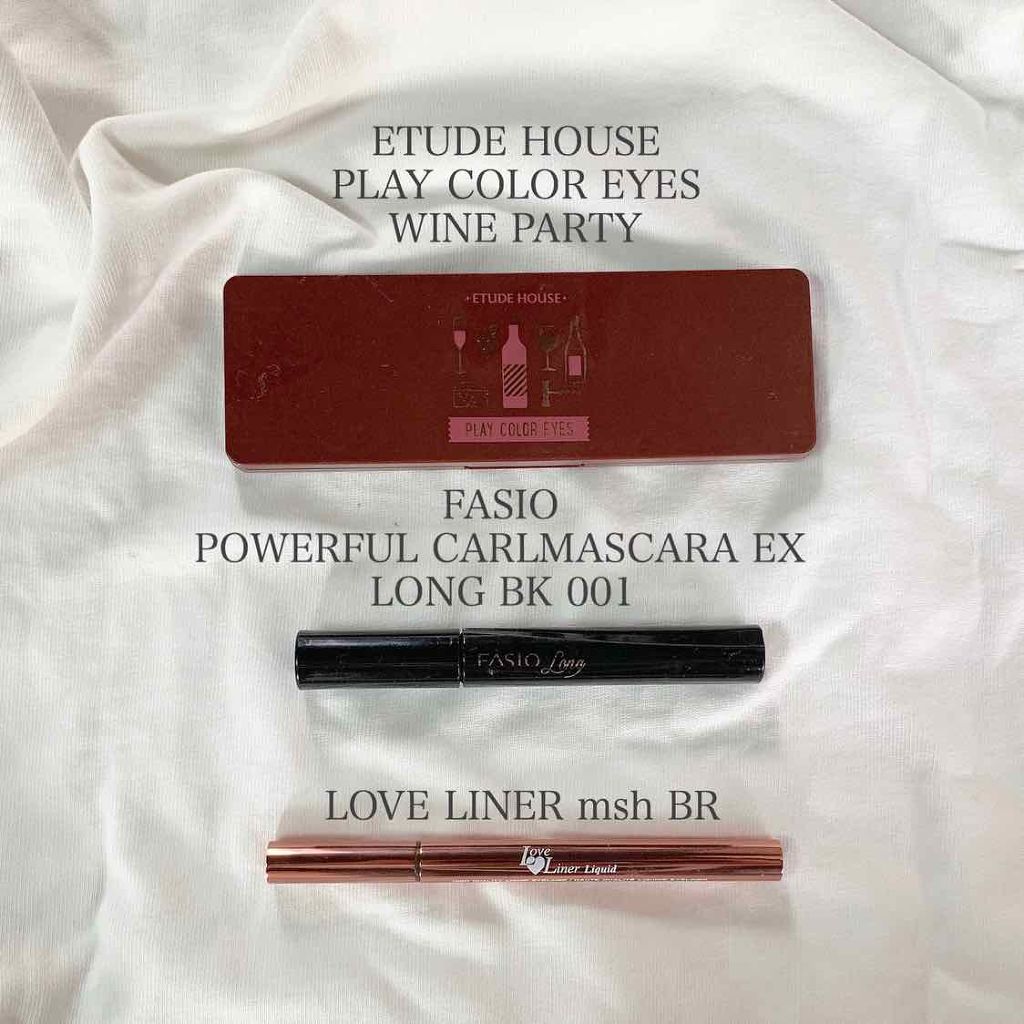 ETUDE HOUSE
PLAY COLOR EYES
WINE PARTY
•ETUDE HOUSE•
PLAY COLOR EYES
FASIO
POWERFUL CARLMASCARA EX
LONG BK 001
FASIO Long
LOVE LINER msh BR
Love
Liner Liquid